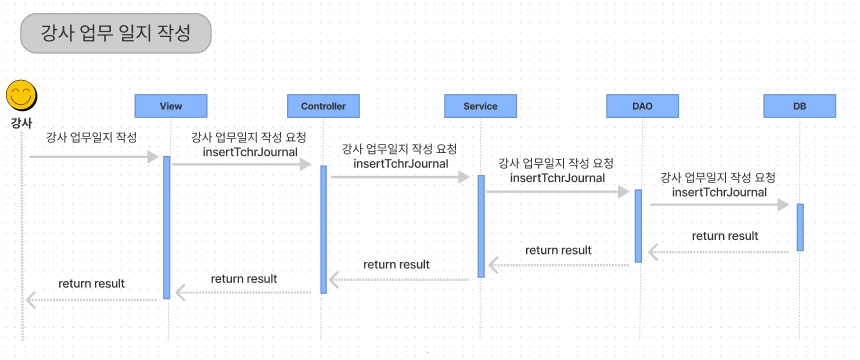 강사 업무 일지 작성
강사
View
Controller
Service
DAO
DB
강사 업무일지 작성
강사 업무일지 작성 요청
insertTchrJournal
강사 업무일지 작성 요청
insertTchrJournal
강사 업무일지 작성 요청
insertTchrJournal
강사 업무일지 작성 요청
insertTchrJournal
return result
return result
return result
return result
return result